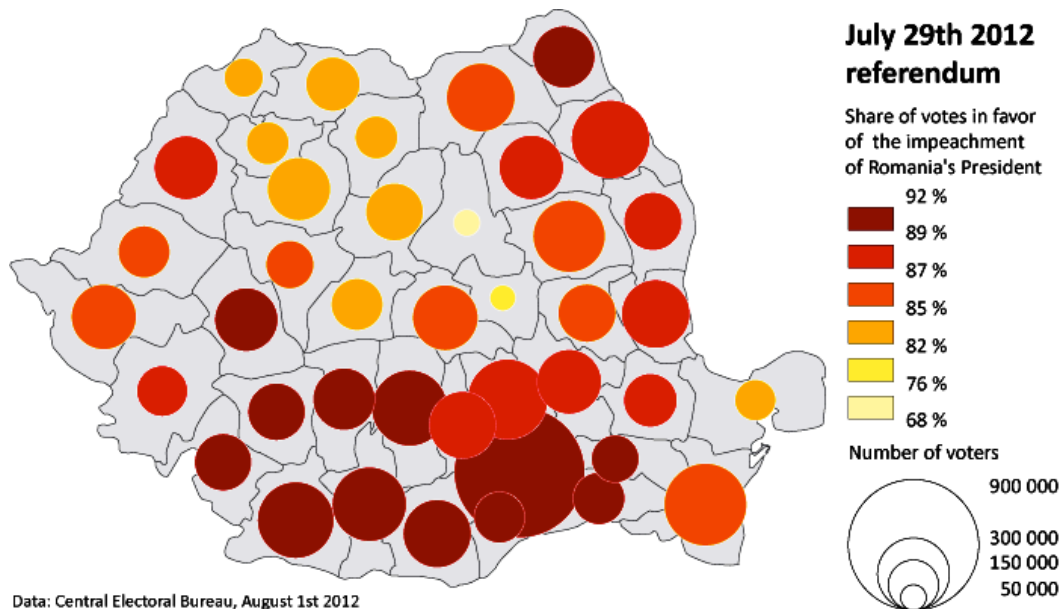 July 29th 2012
referendum
Share of votes in favor
of the impeachment
of Romania's President
92 %
89 %
87 %
85 %
82 %
76 %
68 %
Number of voters
900 000
300 000
150 000
50 000
Data: Central Electoral Bureau, August 1st 2012